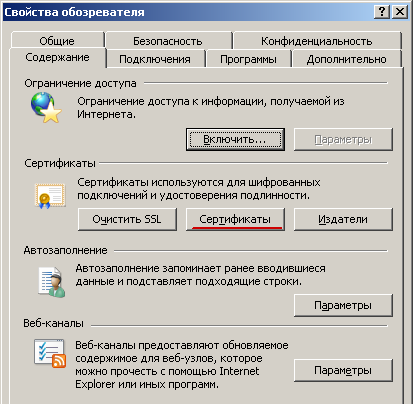 Свойства обозревателя
Общие Безопасность Конфиденциальность
Содержание Подключения Программы Дополнительно
Ограничение доступа
Ограничение доступа к информации, получаемой из
Интернета.
Включить... Параметры
Сертификаты
Сертификаты используются для шифрованных
подключений и удостоверения подлинности.
Очистить SSL Сертификаты Издатели
Автозаполнение
Автозаполнение запоминает ранее вводившиеся
данные и подставляет подходящие строки.
Параметры
Веб-каналы
Веб-каналы предоставляют обновляемое
содержимое для веб-узлов, которое
можно прочесть с помощью Internet
Explorer или иных программ.
Параметры